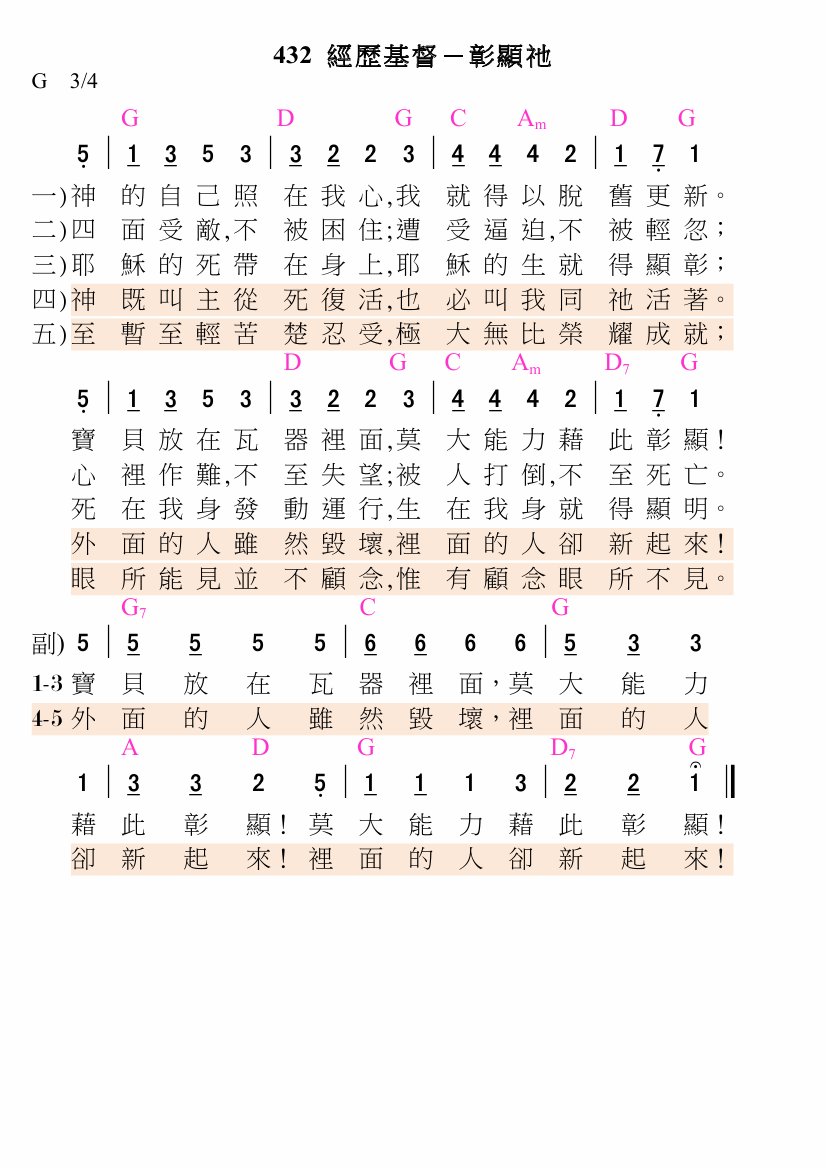 432 經歷基督－彰顯祂
G 3/4
G D G C Am D G
5 | 1 3 5 3 | 3 2 2 3 | 4 4 4 2 | 1 7 1
一)神 的自己照 在我心,我 就得以脫 舊更新。
二)四 面受敵,不 被困住;遭 受逼迫,不 被輕忽；
三)耶 穌的死帶 在身上,耶 穌的生就 得顯彰；
四)神 既叫主從 死復活,也 必叫我同 祂活著。
五)至 暫至輕苦 楚忍受,極 大無比榮 耀成就；
D G C Am D7 G
5 | 1 3 5 3 | 3 2 2 3 | 4 4 4 2 | 1 7 1
寶 貝放在瓦 器裡面,莫 大能力藉 此彰顯！
心 裡作難,不 至失望;被 人打倒,不 至死亡。
死 在我身發 動運行,生 在我身就 得顯明。
外 面的人雖 然毀壞,裡 面的人卻 新起來！
眼 所能見並 不顧念,惟 有顧念眼 所不見。
G7 C G
副) 5 | 5 5 5 5 | 6 6 6 6 | 5 3 3
1-3 寶 貝放在瓦 器裡面，莫 大能力
4-5 外 面的人雖 然毀壞，裡 面的人
A D G D7 G
1 | 3 3 2 5 | 1 1 1 3 | 2 2 1
藉 此彰顯！莫 大能力藉 此彰顯！
卻 新起來！裡 面的人卻 新起來！